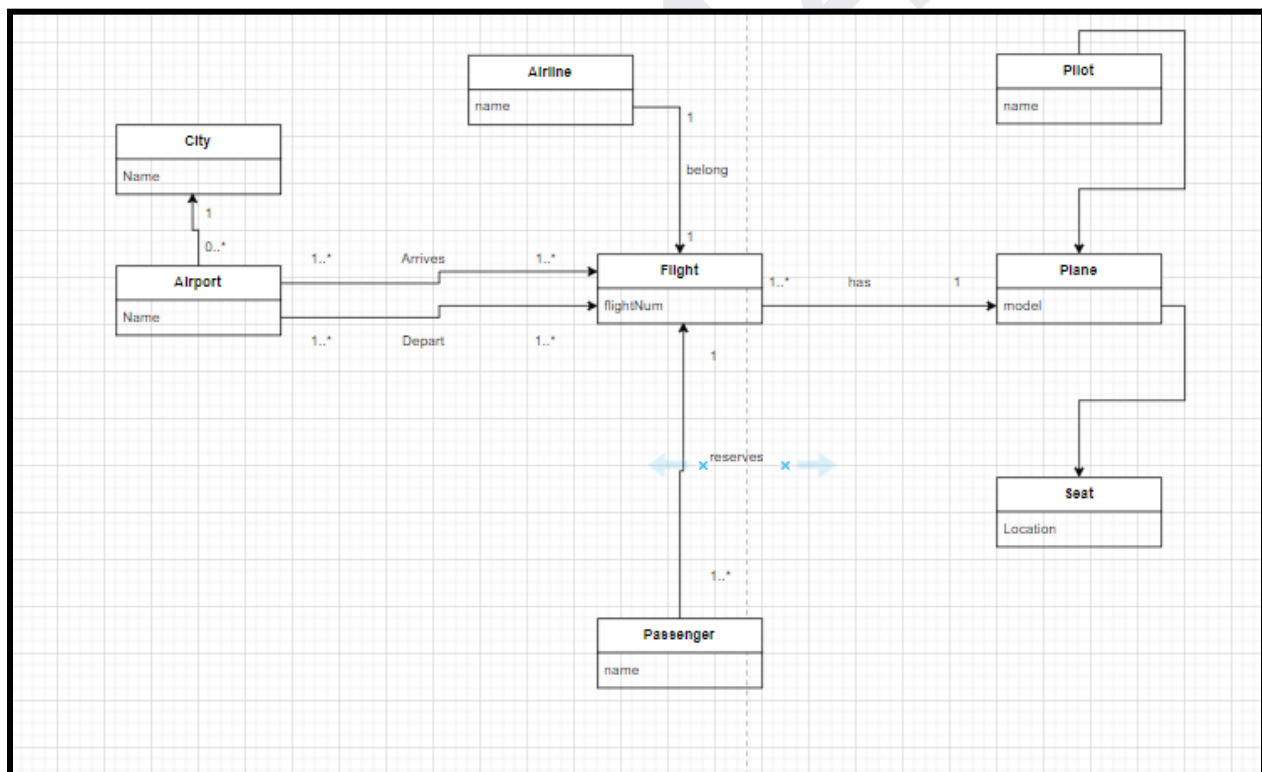 Airline
name
Pilot
name
City
Name
1
0..*
1
belong
1
Airport
Name
1..*
Arrives
1..*
1..*
Depart
1..*
Flight
flightNum
1..*
has
1
Plane
model
1
reserves
1..*
Seat
Location
Passenger
name